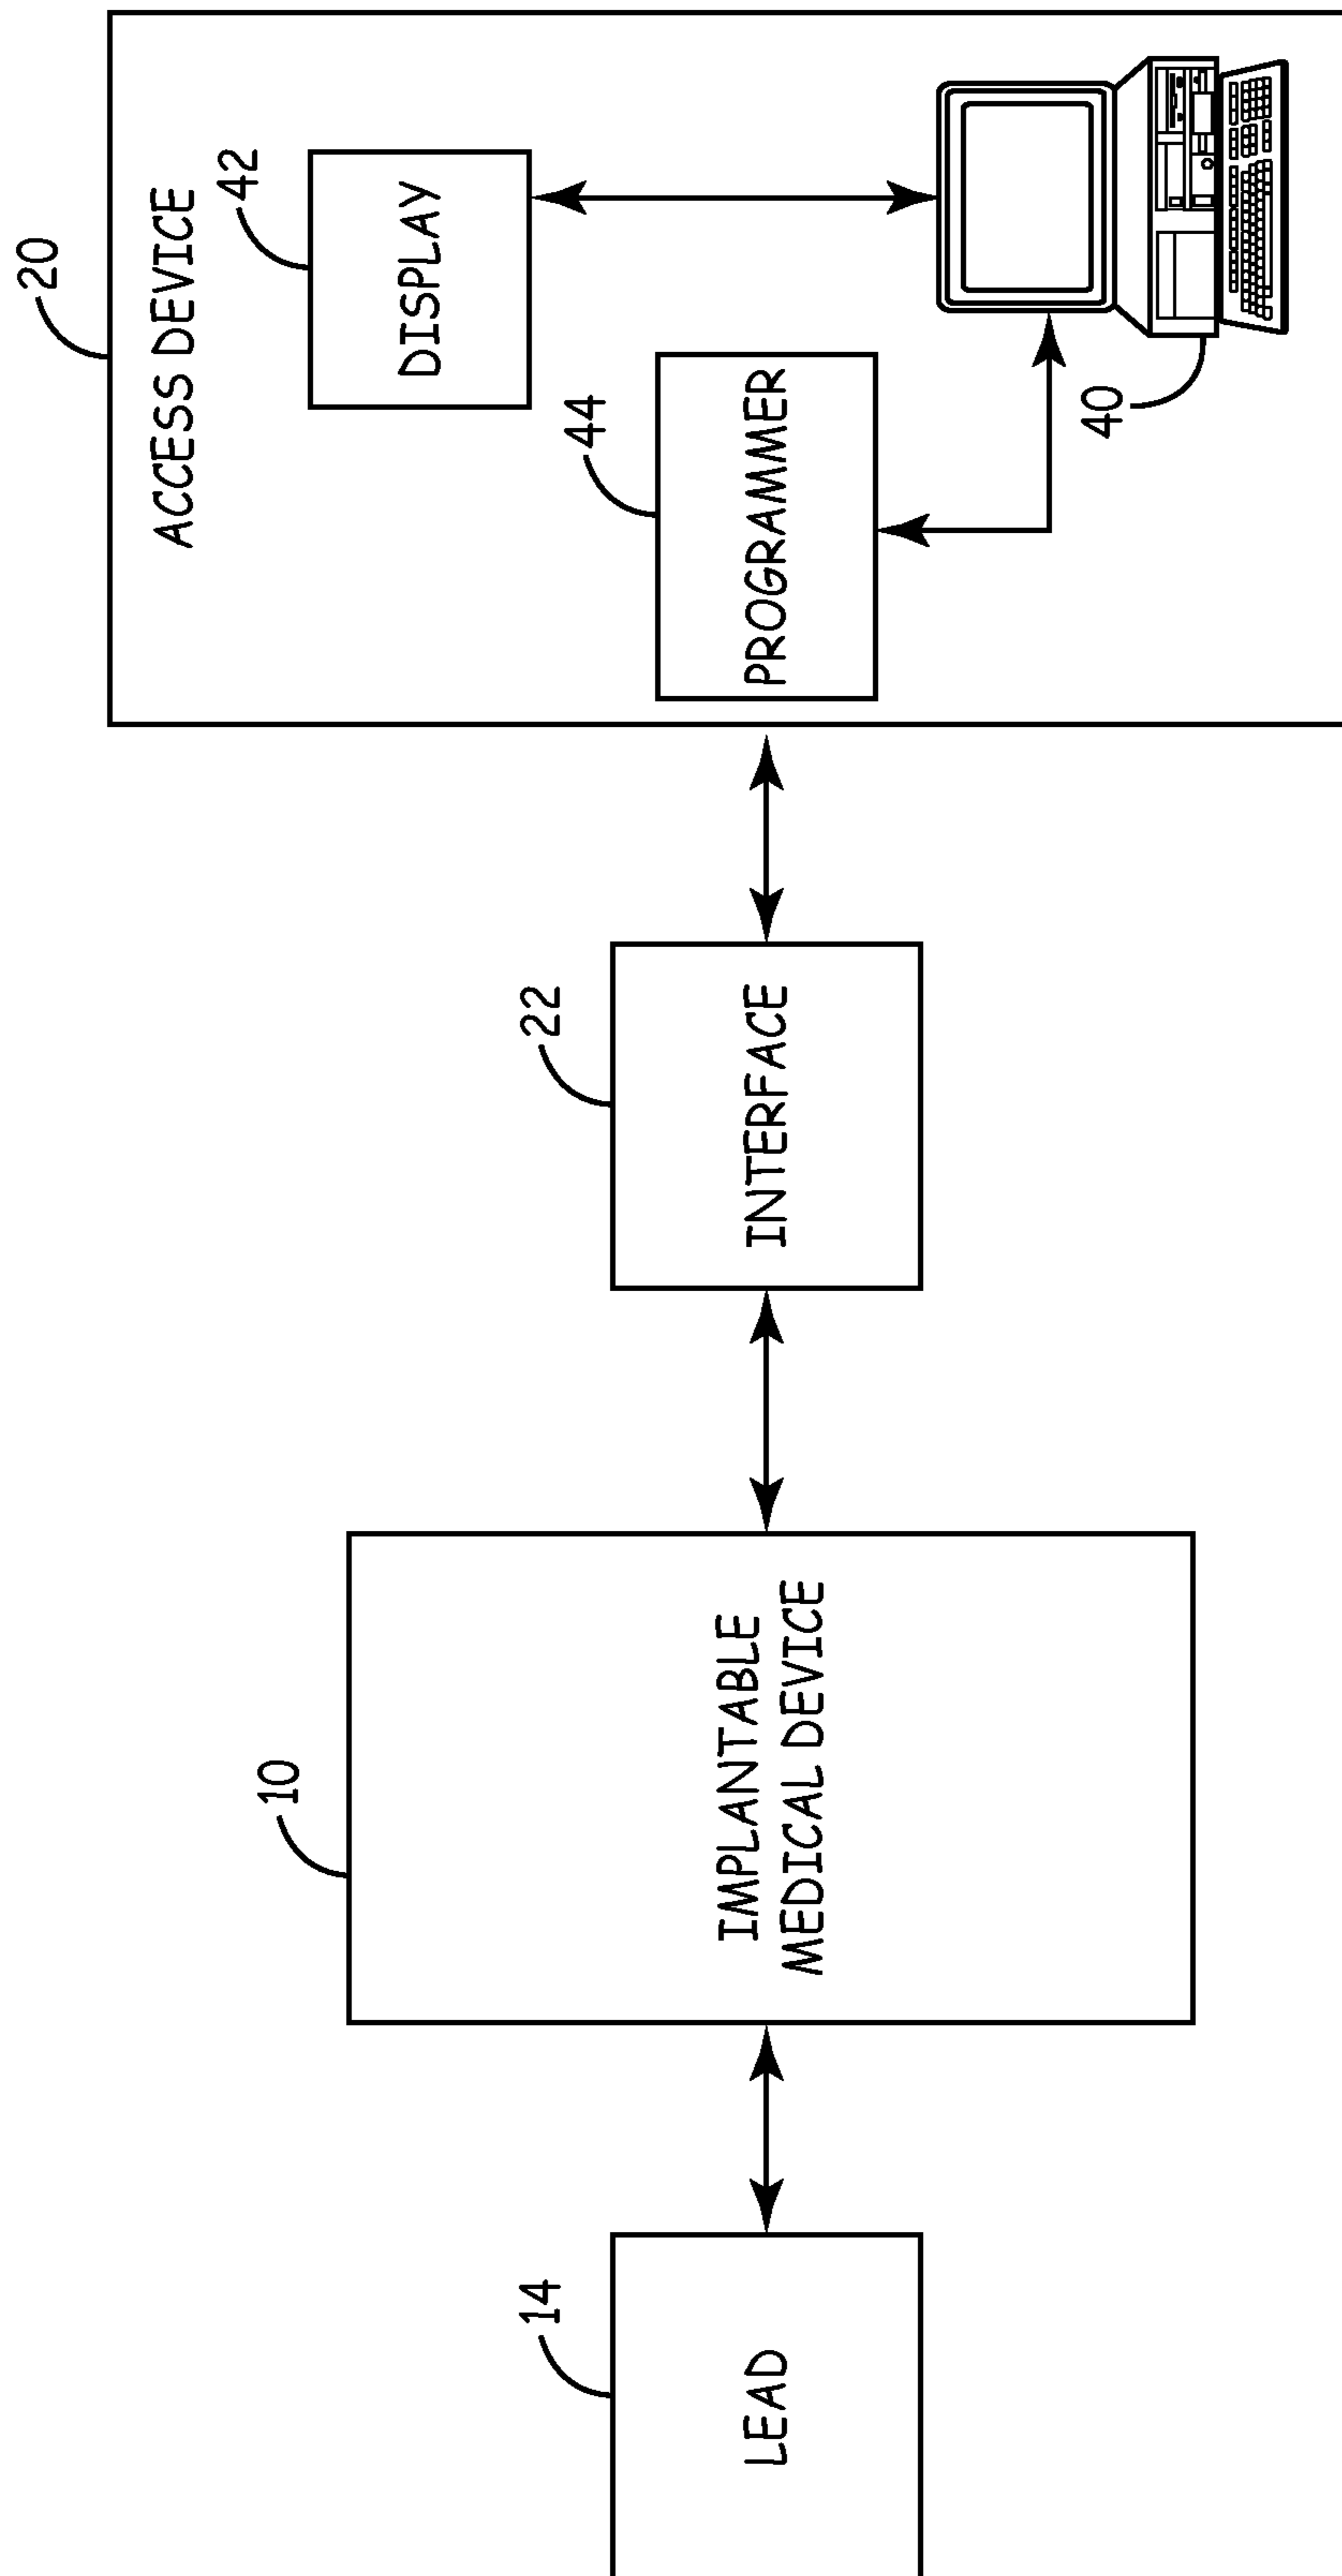 20
ACCESS DEVICE
42
DISPLAY
44
PROGRAMMER
40
22
INTERFACE
10
IMPLANTABLE
MEDICAL DEVICE
14
LEAD